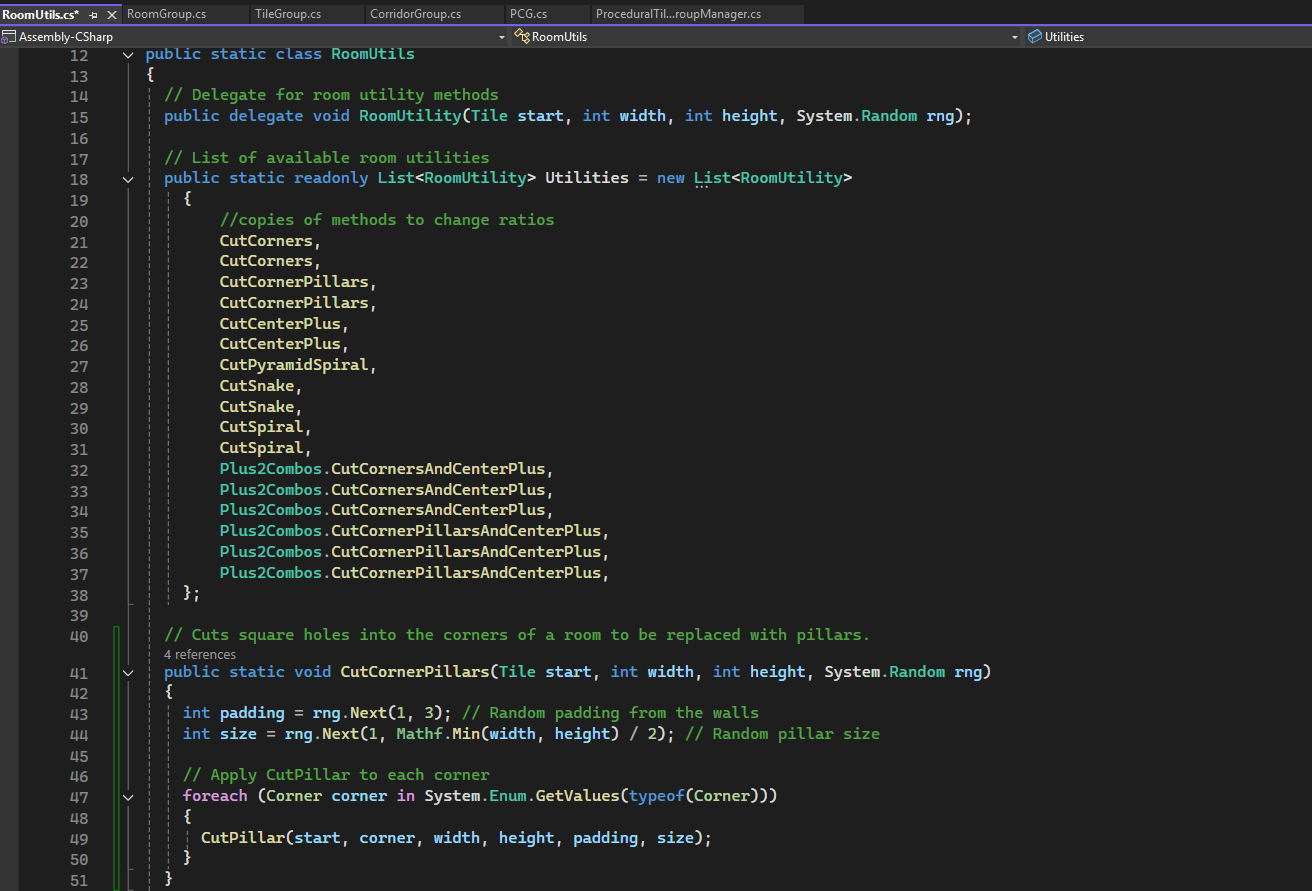 RoomUtils.cs* RoomGroup.cs TileGroup.cs CorridorGroup.cs PCG.cs ProceduralTil...roupManager.cs
Assembly-CSharp RoomUtils Utilities
12 public static class RoomUtils
13 {
14 // Delegate for room utility methods
15 public delegate void RoomUtility(Tile start, int width, int height, System.Random rng);
16
17 // List of available room utilities
18 public static readonly List<RoomUtility> Utilities = new List<RoomUtility>
19 {
20 //copies of methods to change ratios
21 CutCorners,
22 CutCorners,
23 CutCornerPillars,
24 CutCornerPillars,
25 CutCenterPlus,
26 CutCenterPlus,
27 CutPyramidSpiral,
28 CutSnake,
29 CutSnake,
30 CutSpiral,
31 CutSpiral,
32 Plus2Combos.CutCornersAndCenterPlus,
33 Plus2Combos.CutCornersAndCenterPlus,
34 Plus2Combos.CutCornersAndCenterPlus,
35 Plus2Combos.CutCornerPillarsAndCenterPlus,
36 Plus2Combos.CutCornerPillarsAndCenterPlus,
37 Plus2Combos.CutCornerPillarsAndCenterPlus,
38 };
39
40 // Cuts square holes into the corners of a room to be replaced with pillars.
4 references
41 public static void CutCornerPillars(Tile start, int width, int height, System.Random rng)
42 {
43 int padding = rng.Next(1, 3); // Random padding from the walls
44 int size = rng.Next(1, Mathf.Min(width, height) / 2); // Random pillar size
45
46 // Apply CutPillar to each corner
47 foreach (Corner corner in System.Enum.GetValues(typeof(Corner)))
48 {
49 CutPillar(start, corner, width, height, padding, size);
50 }
51 }